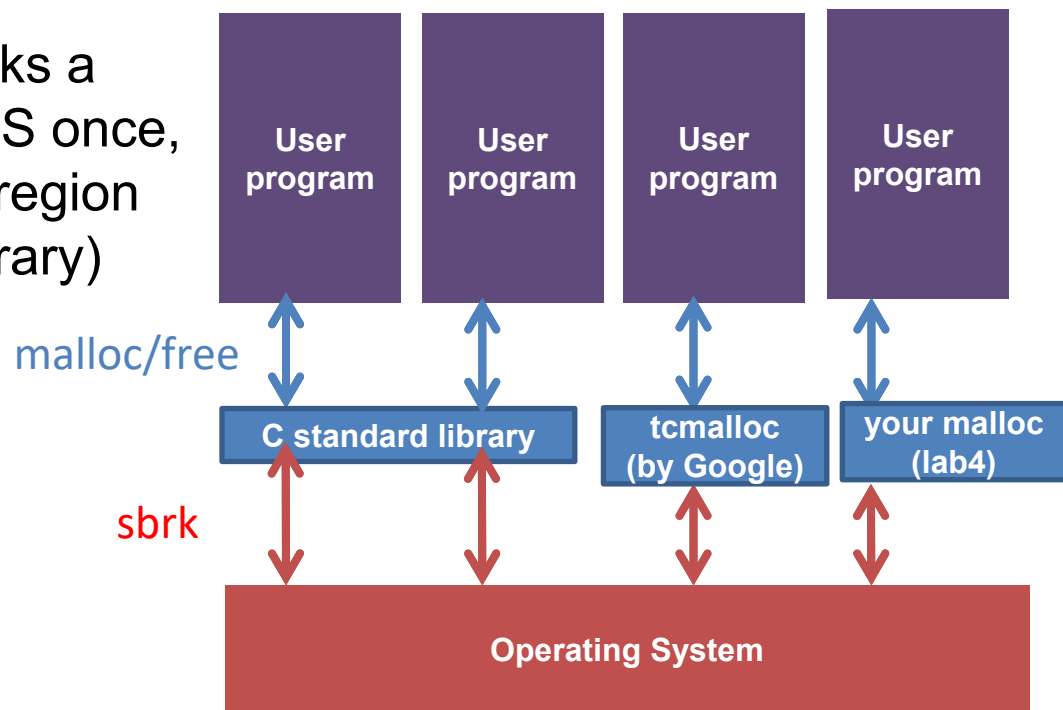 ks a
S once,
region
rary)
User
program
User
program
User
program
User
program
malloc/free
C standard library
tcmalloc
(by Google)
your malloc
(lab4)
sbrk
Operating System